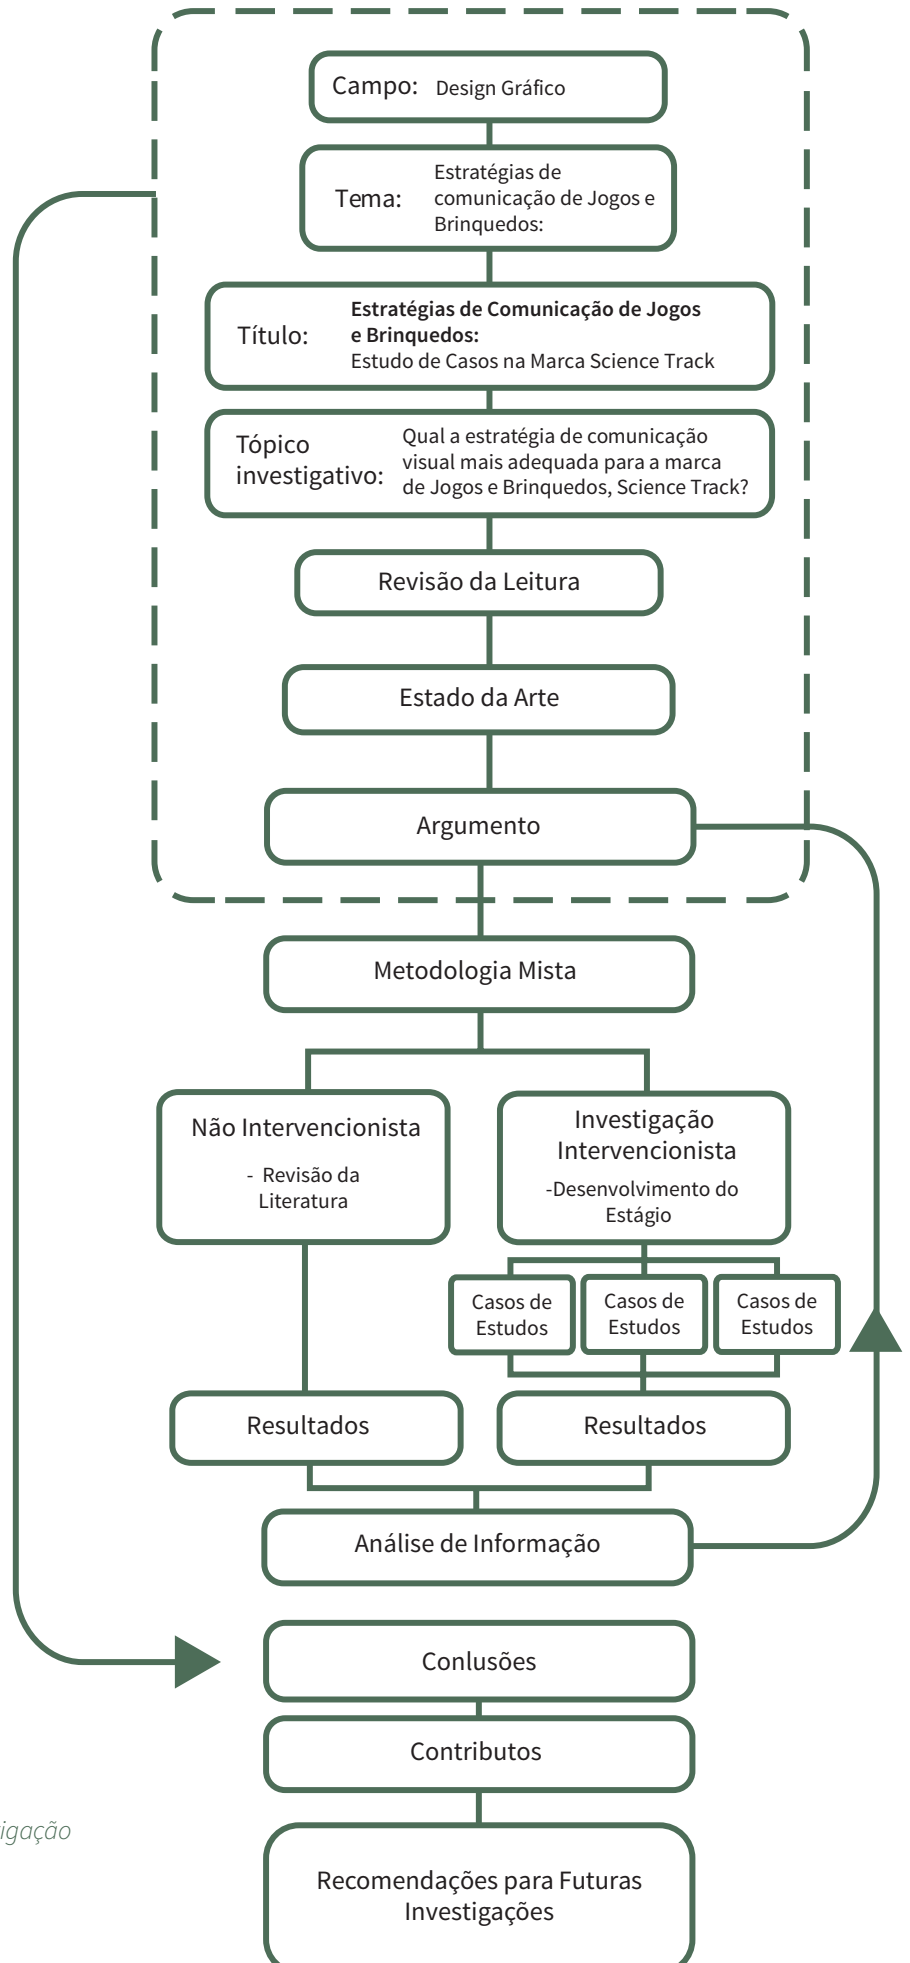 Campo: Design Gráfico
Tema:
Estratégias de
comunicação de Jogos e
Brinquedos:
Título:
Estratégias de Comunicação de Jogos
e Brinquedos:
Estudo de Casos na Marca Science Track
Tópico
investigativo:
Qual a estratégia de comunicação
visual mais adequada para a marca
de Jogos e Brinquedos, Science Track?
Revisão da Leitura
Estado da Arte
Argumento
Metodologia Mista
Não Intervencionista
- Revisão da
Literatura
Investigação
Intervencionista
-Desenvolvimento do
Estágio
Casos de
Estudos
Casos de
Estudos
Casos de
Estudos
Resultados
Resultados
Análise de Informação
Conlusões
Contributos
igação
Recomendações para Futuras
Investigações